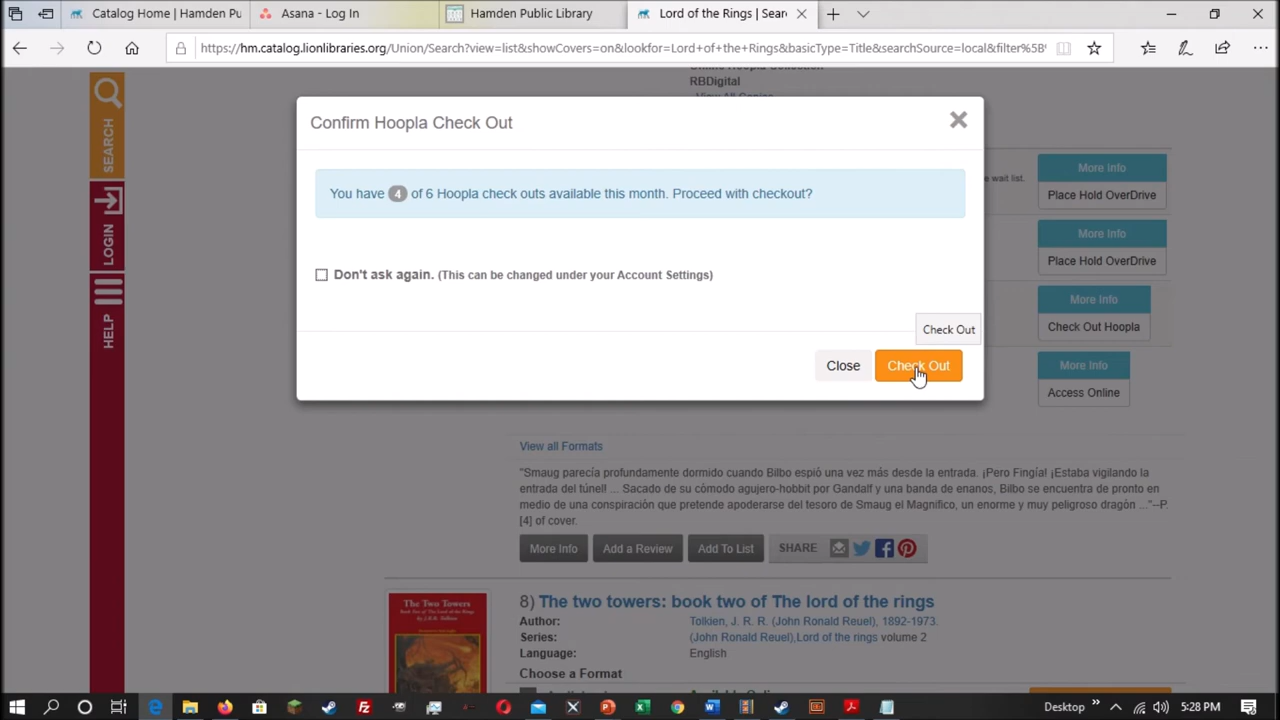 Catalog Home | Hamden Pu
Asana - Log In
Hamden Public Library
Lord of the Rings | Sear
https://hm.catalog.lionlibraries.org/Union/Search?view=list&showCovers=on&lookfor=Lord+of+the+Rings&basicType=Title&searchSource=local&filter%5B%
RBDigital
View All Copies
Confirm Hoopla Check Out
You have 4 of 6 Hoopla check outs available this month. Proceed with checkout?
Don't ask again. (This can be changed under your Account Settings)
Check Out
Close
Check Out
SEARCH
LOGIN
HELP
e wait list.
More Info
Place Hold OverDrive
More Info
Place Hold OverDrive
More Info
Check Out Hoopla
More Info
Access Online
View all Formats
"Smaug parecía profundamente dormido cuando Bilbo espió una vez más desde la entrada. ¡Pero Fingía! ¡Estaba vigilando la
entrada del túnel! ... Sacado de su cómodo agujero-hobbit por Gandalf y una banda de enanos, Bilbo se encuentra de pronto en
medio de una conspiración que pretende apoderarse del tesoro de Smaug el Magnífico, un enorme y muy peligroso dragón ..."--P.
[4] of cover.
More Info
Add a Review
Add To List
SHARE
The Two Towers
8) The two towers: book two of The lord of the rings
Author: Tolkien, J. R. R. (John Ronald Reuel), 1892-1973.
Series: (John Ronald Reuel),Lord of the rings volume 2
Language: English
Choose a Format
Desktop
5:28 PM